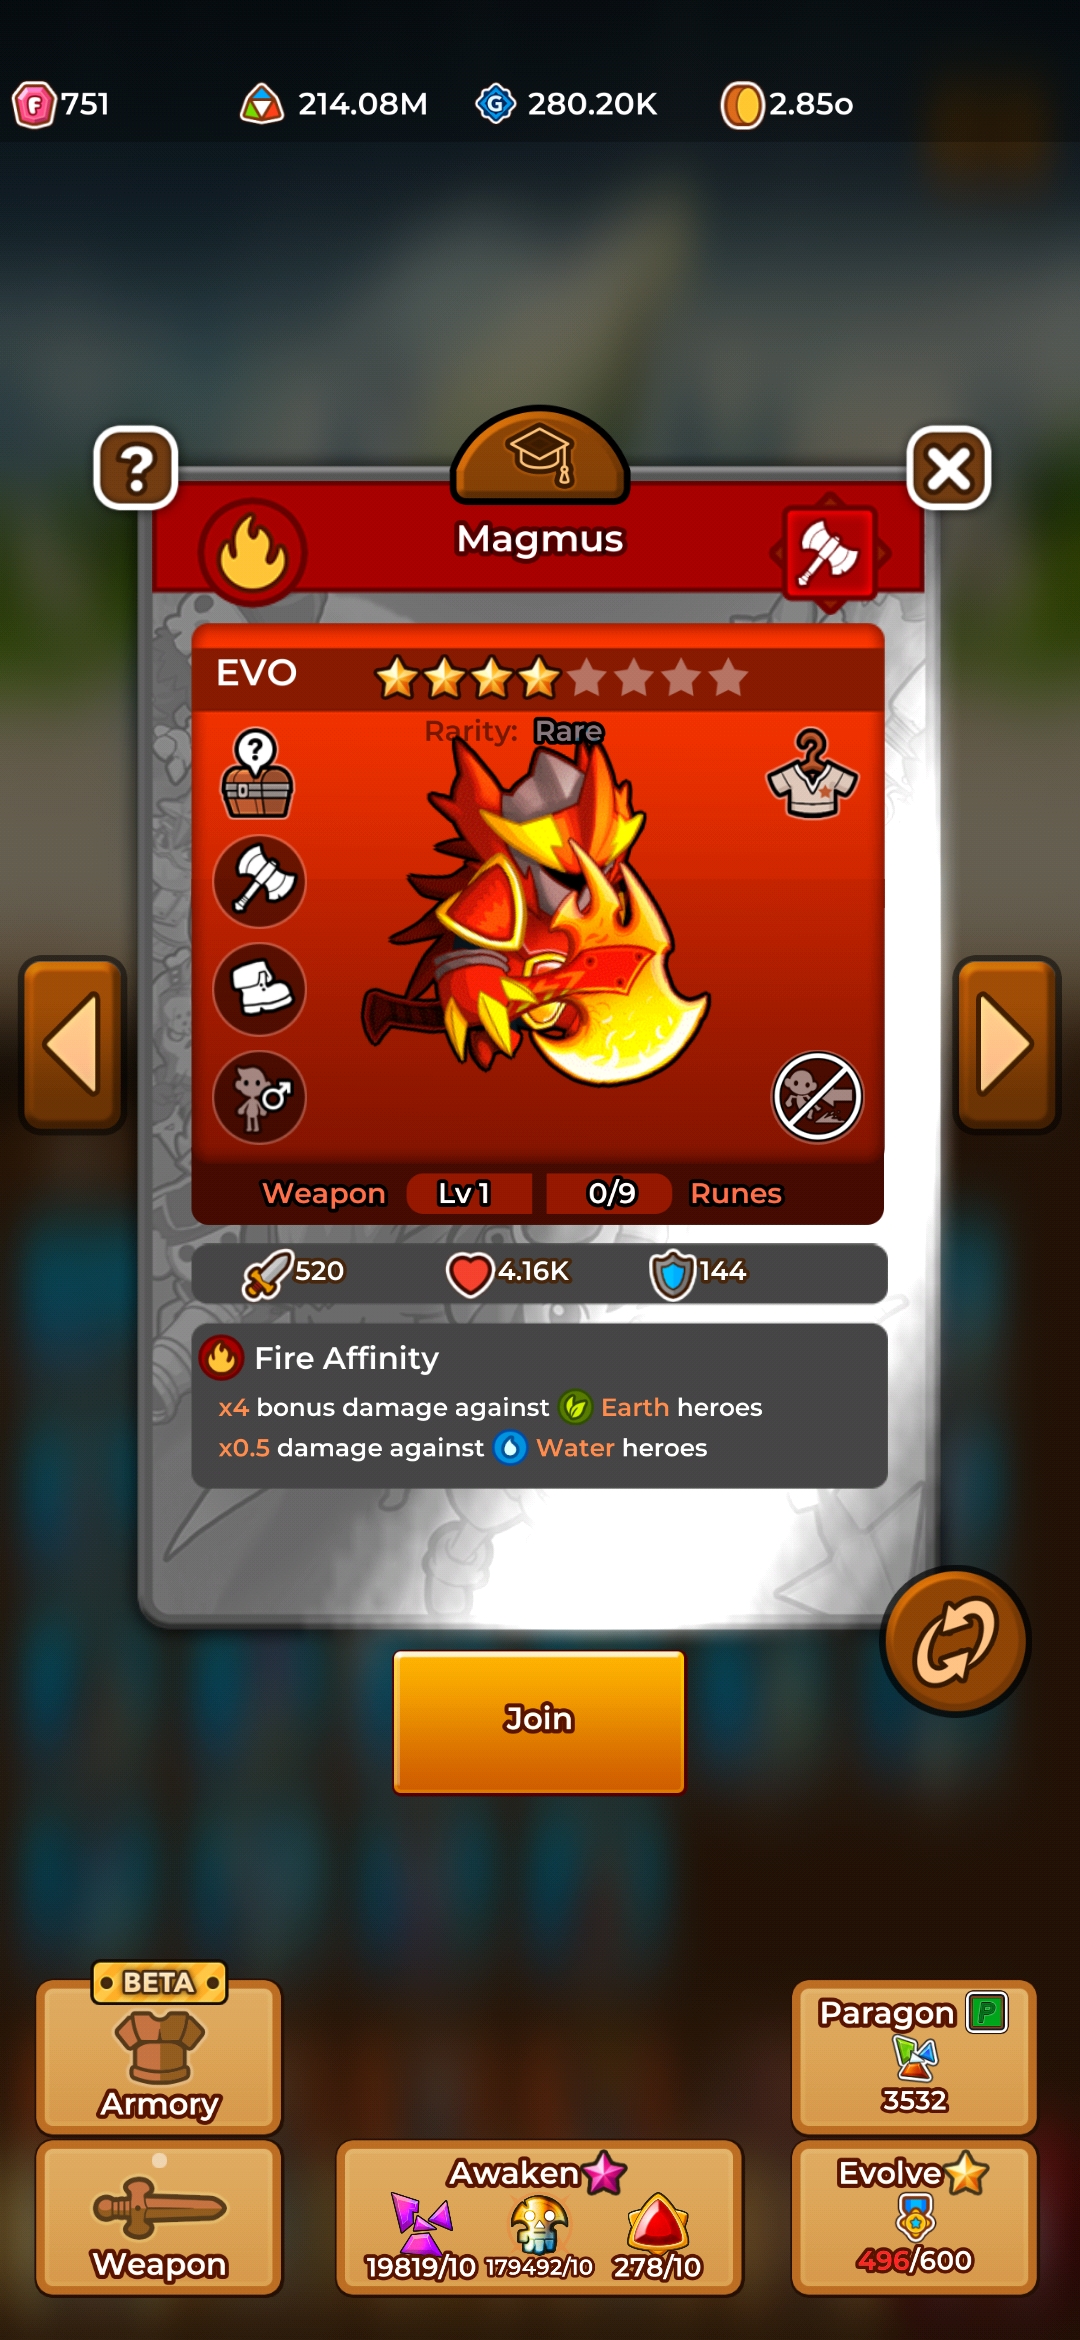 751 214.08M 280.20K 2.85o
Magmus
EVO
Rarity: Rare
Weapon Lv 1 0/9 Runes
520 4.16K 144
Fire Affinity
x4 bonus damage against Earth heroes
x0.5 damage against Water heroes
Join
BETA
Armory
Paragon P
3532
Weapon
Awaken
19819/10 179492/10 278/10
Evolve
496/600